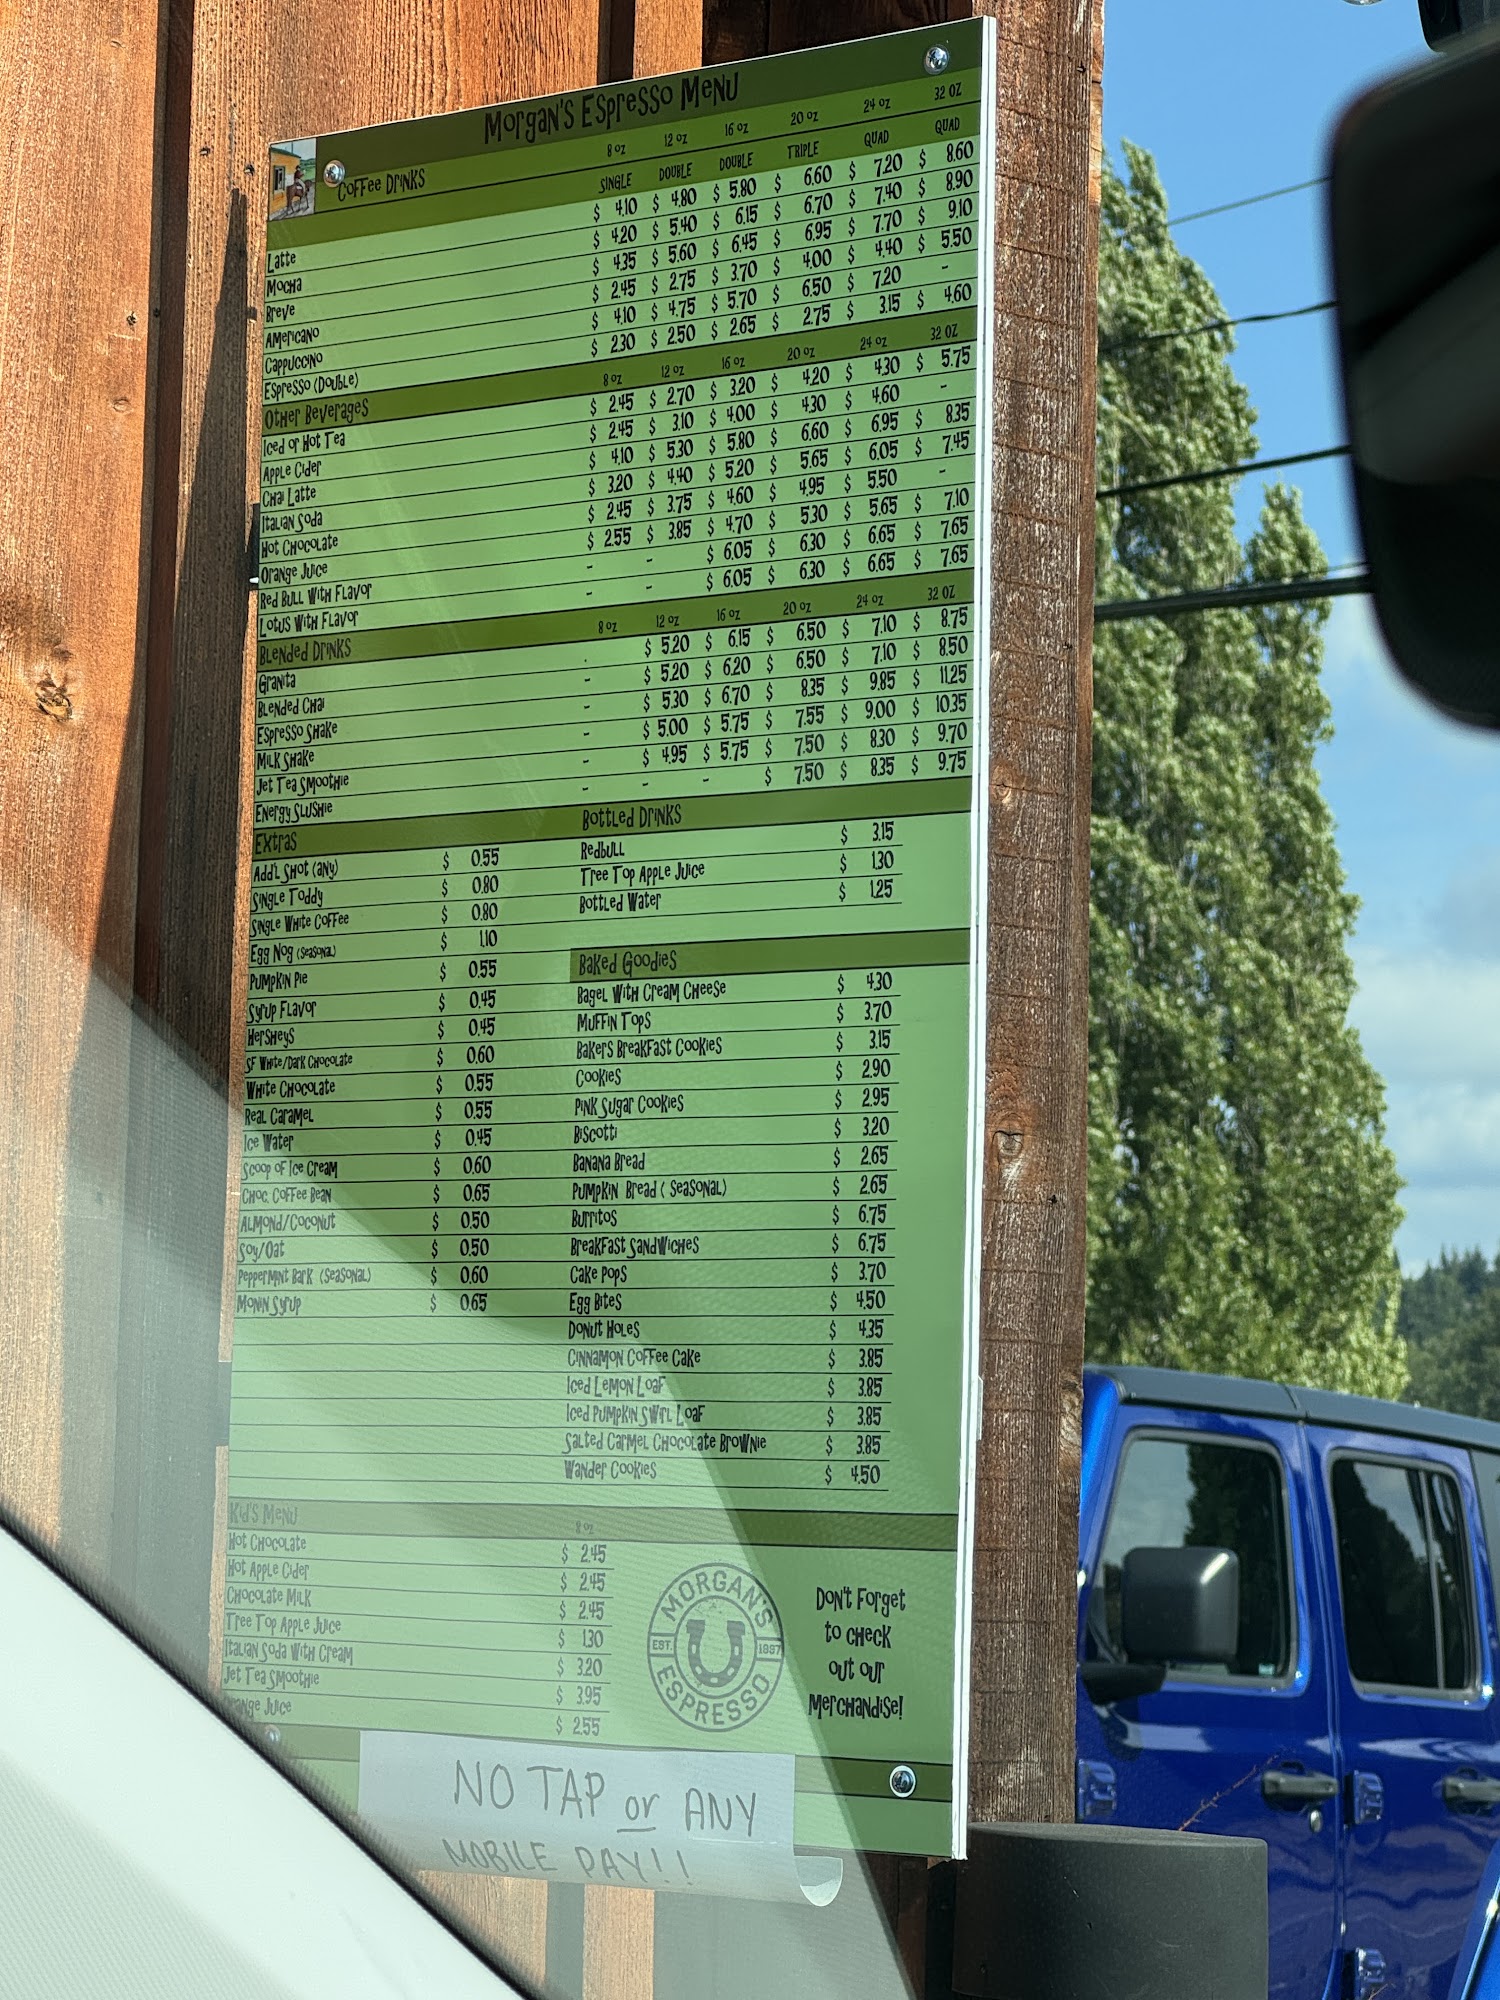 Morgan's Espresso Menu
8 oz 12 oz 16 oz 20 oz 24 oz 32 oz
Coffee Drinks SINGLE DOUBLE DOUBLE TRIPLE QUAD QUAD
Latte $ 4.10 $ 4.80 $ 5.80 $ 6.60 $ 7.20 $ 8.60
Mocha $ 4.20 $ 5.40 $ 6.15 $ 6.70 $ 7.40 $ 8.90
Breve $ 4.35 $ 5.60 $ 6.45 $ 6.95 $ 7.70 $ 9.10
Americano $ 2.45 $ 2.75 $ 3.70 $ 4.00 $ 4.40 $ 5.50
Cappuccino $ 4.10 $ 4.75 $ 5.70 $ 6.50 $ 7.20 -
Espresso (Double) $ 2.30 $ 2.50 $ 2.65 $ 2.75 $ 3.15 $ 4.60
Other Beverages 8 oz 12 oz 16 oz 20 oz 24 oz 32 oz
Iced or Hot Tea $ 2.45 $ 2.70 $ 3.20 $ 4.20 $ 4.30 $ 5.75
Apple Cider $ 2.45 $ 3.10 $ 4.00 $ 4.30 $ 4.60 -
Chai Latte $ 4.10 $ 5.30 $ 5.80 $ 6.60 $ 6.95 $ 8.35
Italian Soda $ 3.20 $ 4.40 $ 5.20 $ 5.65 $ 6.05 $ 7.45
Hot Chocolate $ 2.45 $ 3.75 $ 4.60 $ 4.95 $ 5.50 -
Orange Juice $ 2.55 $ 3.85 $ 4.70 $ 5.30 $ 5.65 $ 7.10
Red Bull With Flavor - - $ 6.05 $ 6.30 $ 6.65 $ 7.65
Lotus With Flavor - - $ 6.05 $ 6.30 $ 6.65 $ 7.65
Blended Drinks 8 oz 12 oz 16 oz 20 oz 24 oz 32 oz
Granita - $ 5.20 $ 6.15 $ 6.50 $ 7.10 $ 8.75
Blended Chai - $ 5.20 $ 6.20 $ 6.50 $ 7.10 $ 8.50
Espresso Shake - $ 5.30 $ 6.70 $ 8.35 $ 9.85 $ 11.25
Milk Shake - $ 5.00 $ 5.75 $ 7.55 $ 9.00 $ 10.35
Jet Tea Smoothie - $ 4.95 $ 5.75 $ 7.50 $ 8.30 $ 9.70
Energy Slushie - - - $ 7.50 $ 8.35 $ 9.75
Extras
Add'l Shot (any) $ 0.55
Single Toddy $ 0.80
Single White Coffee $ 0.80
Egg Nog (Seasonal) $ 1.10
Pumpkin Pie $ 0.55
Syrup Flavor $ 0.45
Hersheys $ 0.45
SF White/Dark Chocolate $ 0.60
White Chocolate $ 0.55
Real Caramel $ 0.55
Ice Water $ 0.45
Scoop of Ice Cream $ 0.60
Choc. Coffee Bean $ 0.65
Almond/Coconut $ 0.50
Soy/Oat $ 0.50
Peppermint Bark (Seasonal) $ 0.60
Monin Syrup $ 0.65
Bottled Drinks
Redbull $ 3.15
Tree Top Apple Juice $ 1.30
Bottled Water $ 1.25
Baked Goodies
Bagel With Cream Cheese $ 4.30
Muffin Tops $ 3.70
Bakers Breakfast Cookies $ 3.15
Cookies $ 2.90
Pink Sugar Cookies $ 2.95
Biscotti $ 3.20
Banana Bread $ 2.65
Pumpkin Bread ( Seasonal) $ 2.65
Burritos $ 6.75
Breakfast Sandwiches $ 6.75
Cake Pops $ 3.70
Egg Bites $ 4.50
Donut Holes $ 4.35
Cinnamon Coffee Cake $ 3.85
Iced Lemon Loaf $ 3.85
Iced Pumpkin Swirl Loaf $ 3.85
Salted Carmel Chocolate Brownie $ 3.85
Wander Cookies $ 4.50
Kid's Menu 8 oz
Hot Chocolate $ 2.45
Hot Apple Cider $ 2.45
Chocolate Milk $ 2.45
Tree Top Apple Juice $ 1.30
Italian Soda With Cream $ 3.20
Jet Tea Smoothie $ 3.95
Orange Juice $ 2.55
MORGAN'S
EST. 1997
ESPRESSO
Don't Forget
to check
out our
Merchandise!
NO TAP or ANY
MOBILE PAY!!